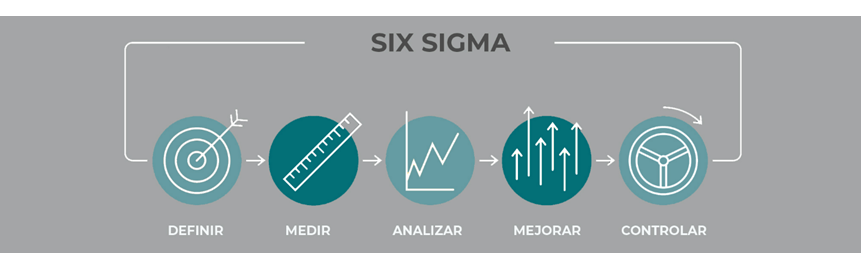 SIX SIGMA
DEFINIR
MEDIR
ANALIZAR
MEJORAR
CONTROLAR